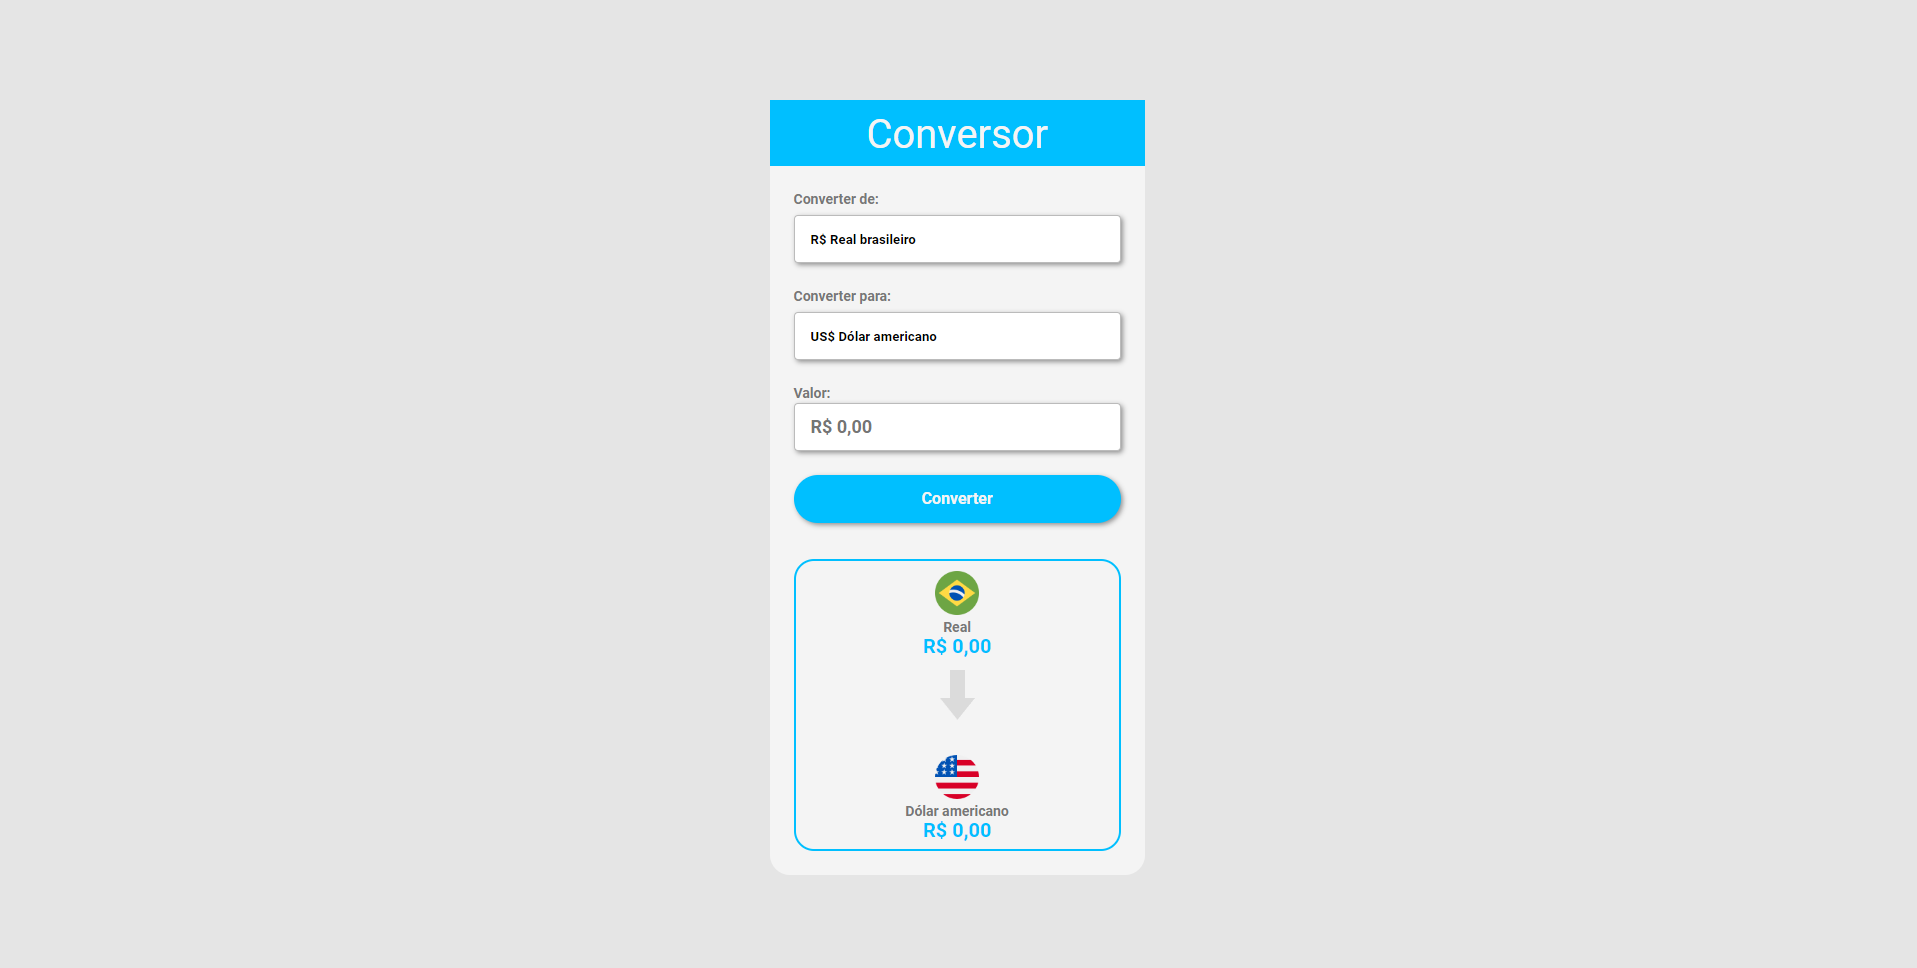 Conversor
Converter de:
R$ Real brasileiro
Converter para:
US$ Dólar americano
Valor:
R$ 0,00
Converter
Real
R$ 0,00
Dólar americano
R$ 0,00